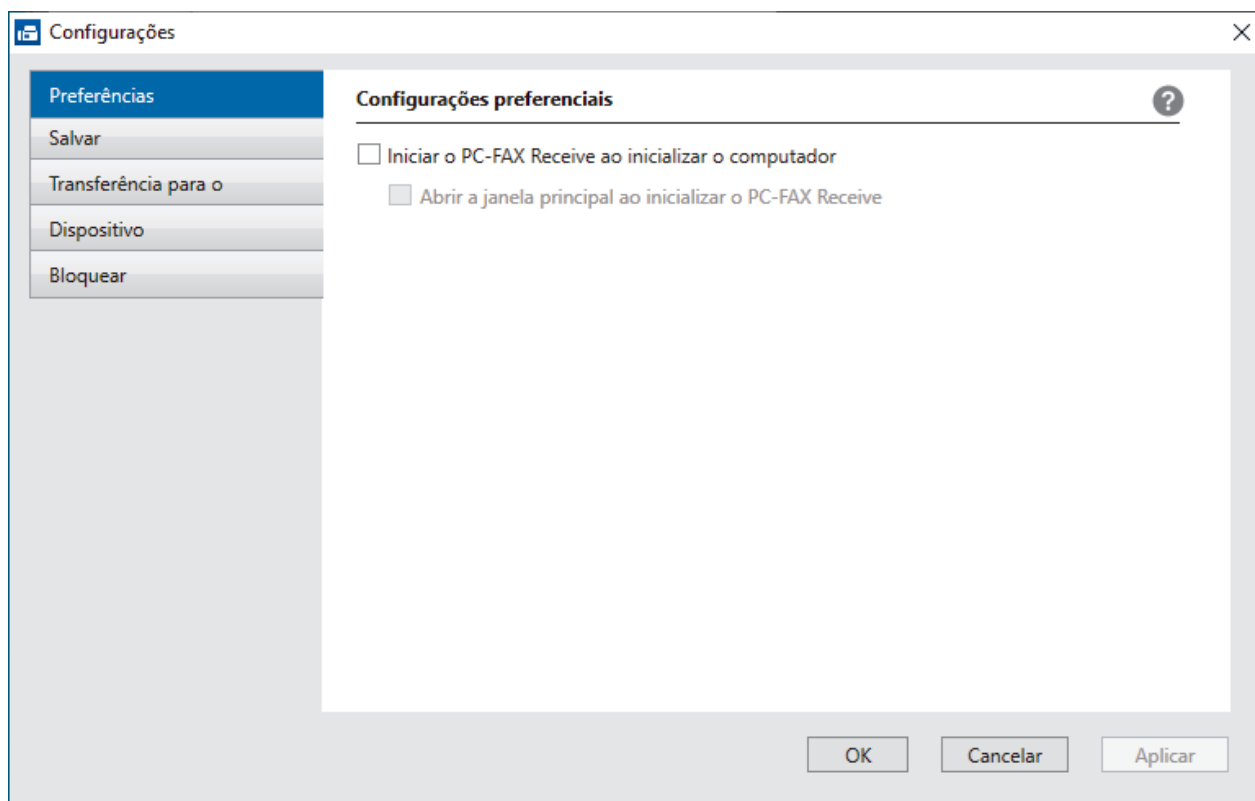 Configurações
Preferências
Salvar
Transferência para o
Dispositivo
Bloquear
Configurações preferenciais
?
Iniciar o PC-FAX Receive ao inicializar o computador
Abrir a janela principal ao inicializar o PC-FAX Receive
OK
Cancelar
Aplicar